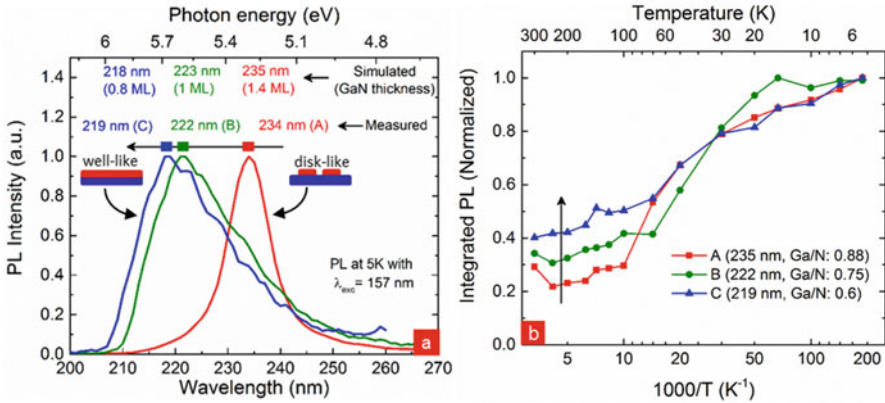 Photon energy (eV)
6 5.7 5.4 5.1 4.8
1.4
1.2
1.0
0.8
0.6
0.4
0.2
0.0
PL Intensity (a.u.)
218 nm 223 nm 235 nm Simulated
(0.8 ML) (1 ML) (1.4 ML) (GaN thickness)
219 nm (C) 222 nm (B) 234 nm (A) Measured
well-like disk-like
PL at 5K with
λexc= 157 nm
a
200 210 220 230 240 250 260 270
Wavelength (nm)
Temperature (K)
300 200 100 60 30 20 10 6
1.0
0.8
0.6
0.4
0.2
0.0
Integrated PL (Normalized)
A (235 nm, Ga/N: 0.88)
B (222 nm, Ga/N: 0.75)
C (219 nm, Ga/N: 0.6)
b
5 10 20 50 100 200
1000/T (K⁻¹)